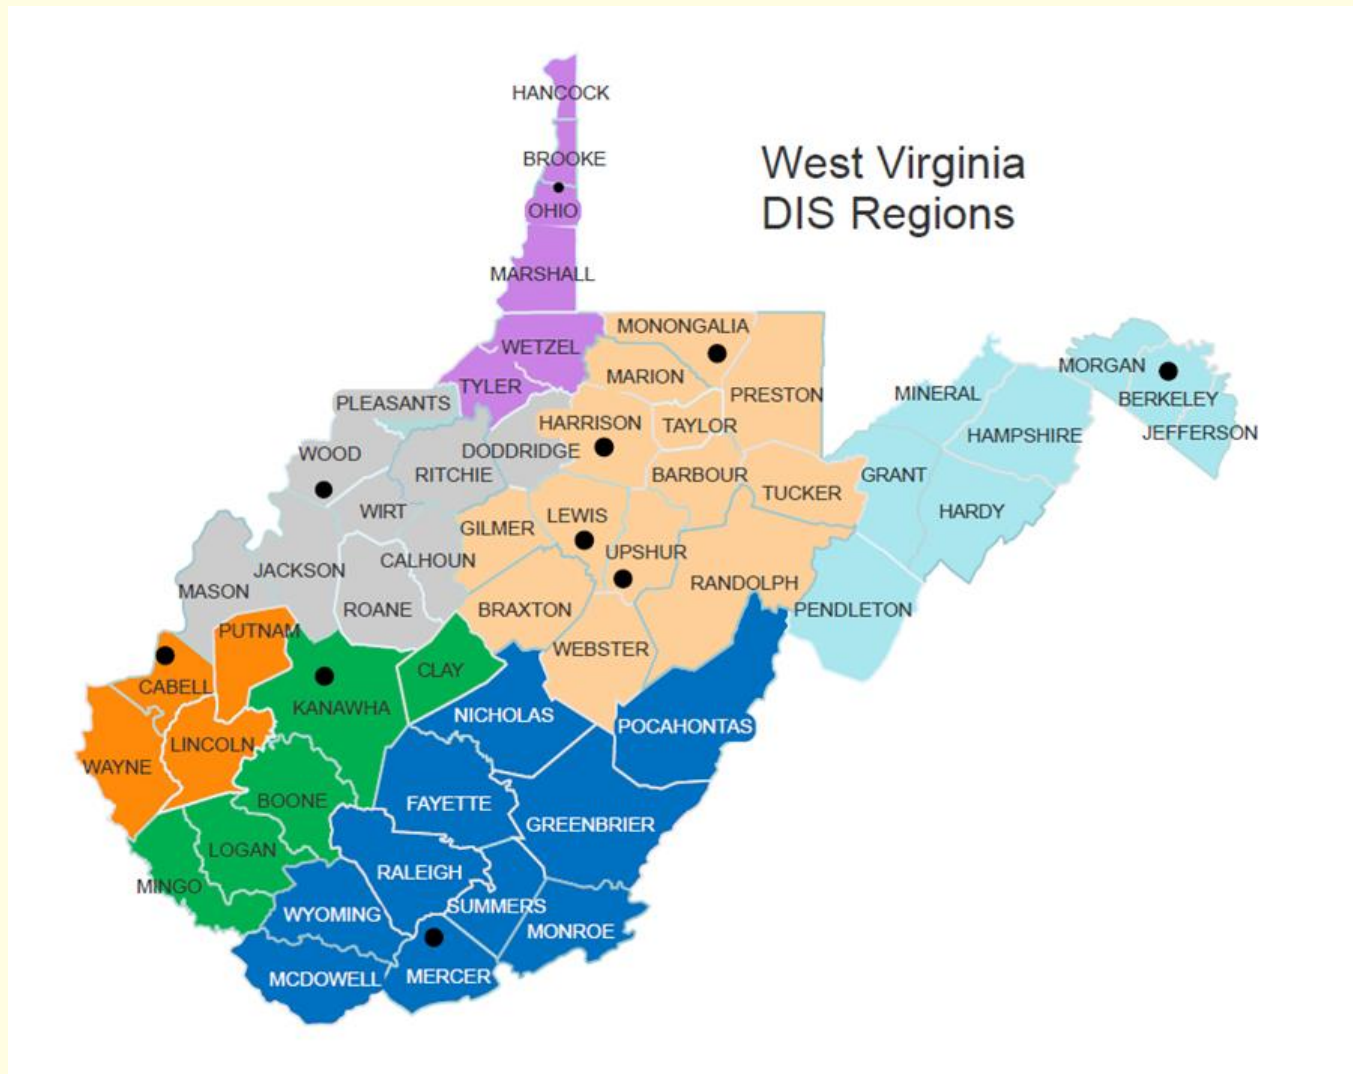 HANCOCK
BROOKE
West Virginia
DIS Regions
OHIO
MARSHALL
MONONGALIA
WETZEL
MORGAN
MARION
TYLER
MINERAL
PRESTON
BERKELEY
PLEASANTS
HARRISON
TAYLOR
JEFFERSON
HAMPSHIRE
DODDRIDGE
WOOD
RITCHIE
BARBOUR
GRANT
TUCKER
WIRT
LEWIS
HARDY
GILMER
UPSHUR
CALHOUN
JACKSON
RANDOLPH
MASON
ROANE
BRAXTON
PENDLETON
PUTNAM
WEBSTER
CLAY
CABELL
KANAWHA
NICHOLAS
POCAHONTAS
LINCOLN
WAYNE
BOONE
FAYETTE
GREENBRIER
LOGAN
RALEIGH
MINGO
SUMMERS
WYOMING
MONROE
MCDOWELL
MERCER